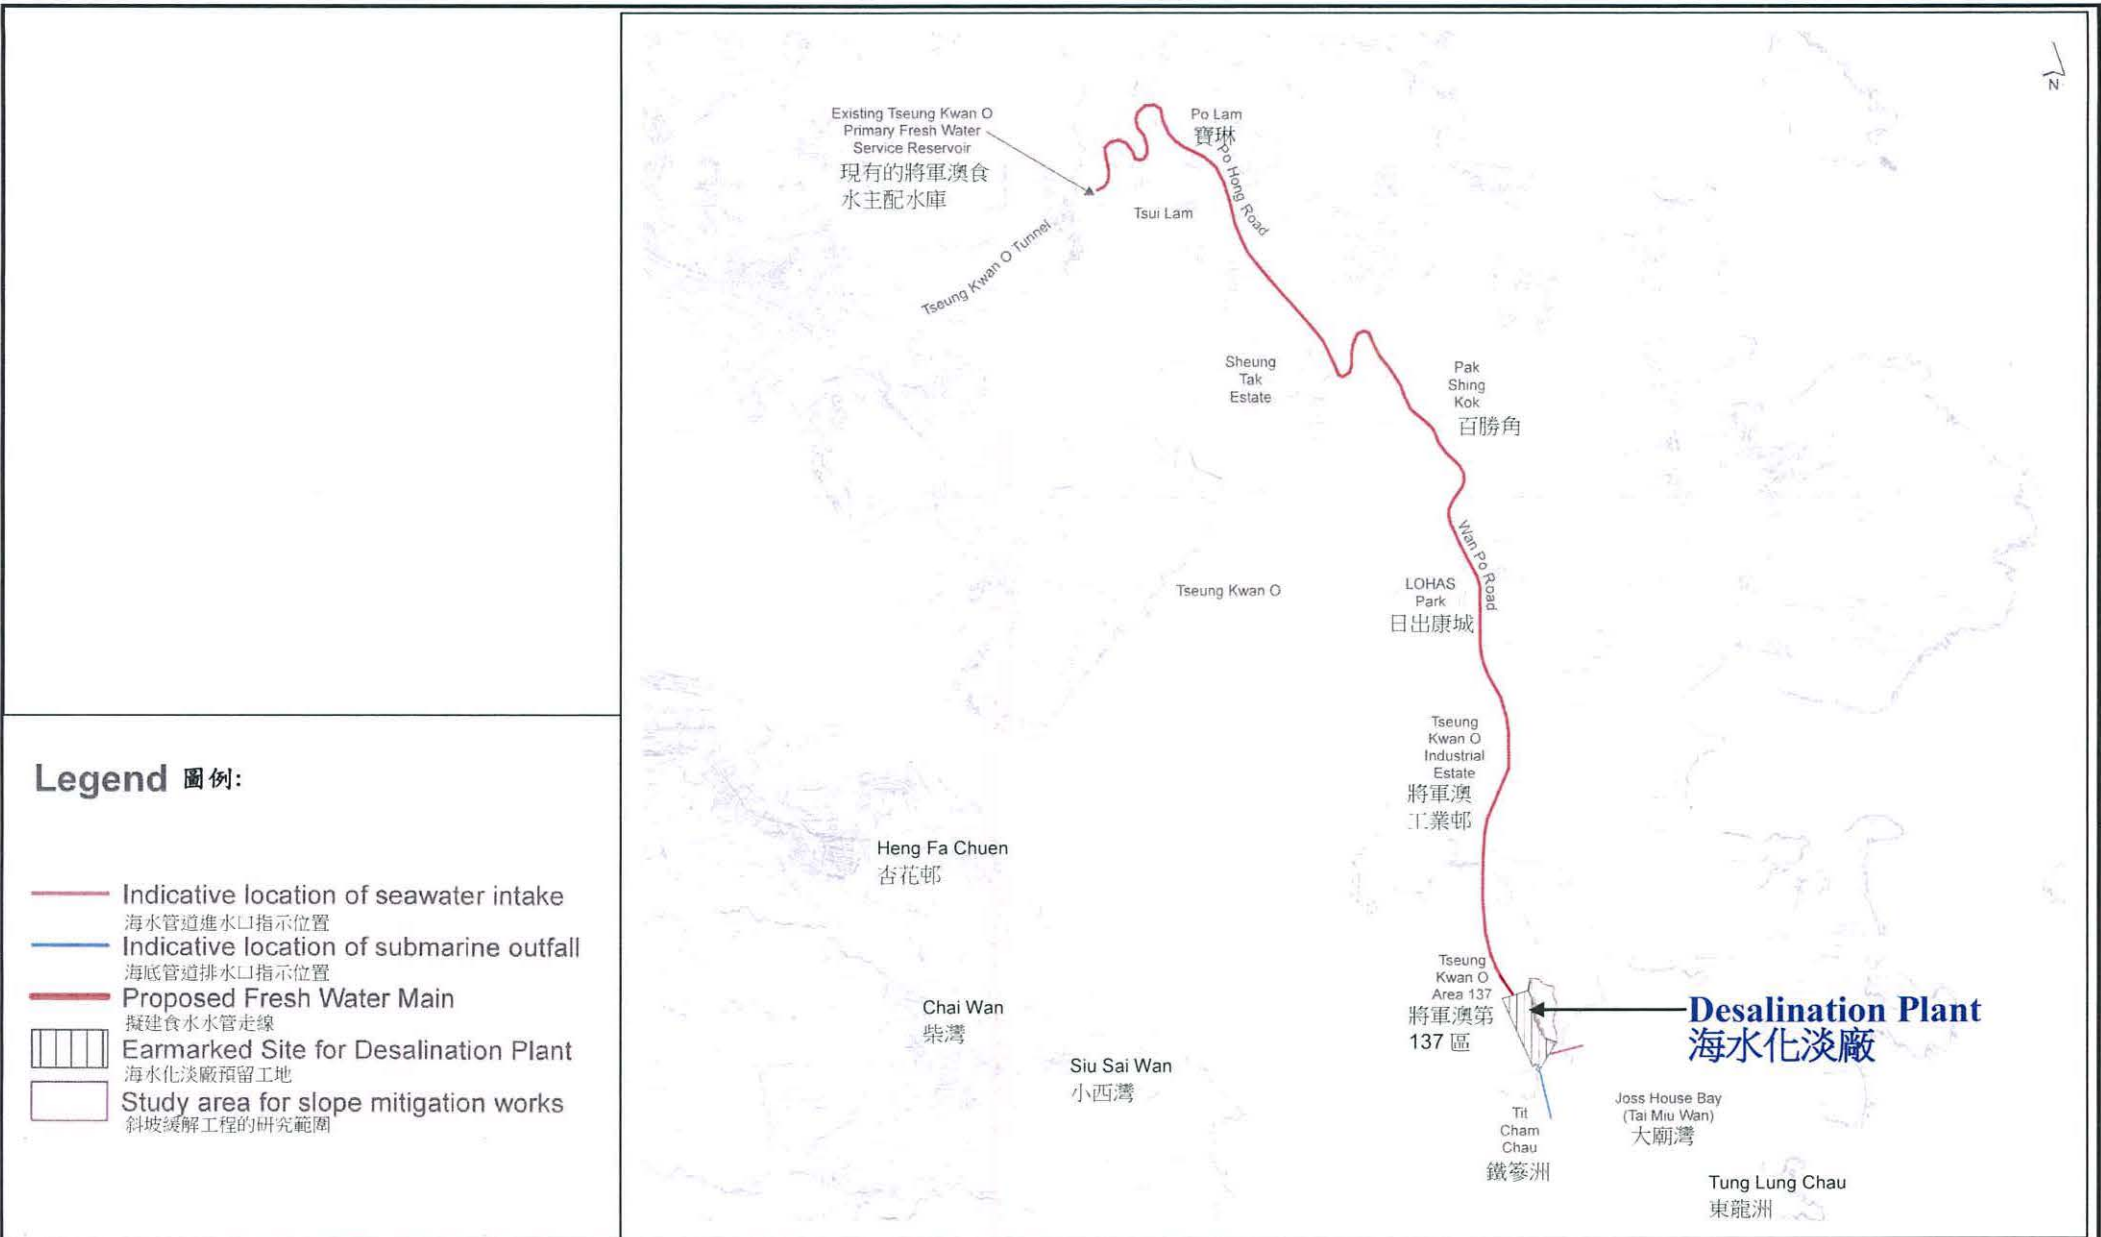 Existing Tseung Kwan O
Primary Fresh Water
Service Reservoir
現有的將軍澳食
水主配水庫
Po Lam
寶琳
Po Hong Road
N
Tsui Lam
Tseung Kwan O Tunnel
Sheung
Tak
Estate
Pak
Shing
Kok
百勝角
Wan Po Road
Tseung Kwan O
LOHAS
Park
日出康城
Tseung
Kwan O
Industrial
Estate
將軍澳
工業邨
Heng Fa Chuen
杏花邨
Chai Wan
柴灣
Siu Sai Wan
小西灣
Tseung
Kwan O
Area 137
將軍澳第
137 區
Desalination Plant
海水化淡廠
Tit
Cham
Chau
鐵篸洲
Joss House Bay
(Tai Miu Wan)
大廟灣
Tung Lung Chau
東龍洲
Legend 圖例:
Indicative location of seawater intake
海水管道進水口指示位置
Indicative location of submarine outfall
海底管道排水口指示位置
Proposed Fresh Water Main
擬建食水水管走線
Earmarked Site for Desalination Plant
海水化淡廠預留工地
Study area for slope mitigation works
斜坡緩解工程的研究範圍